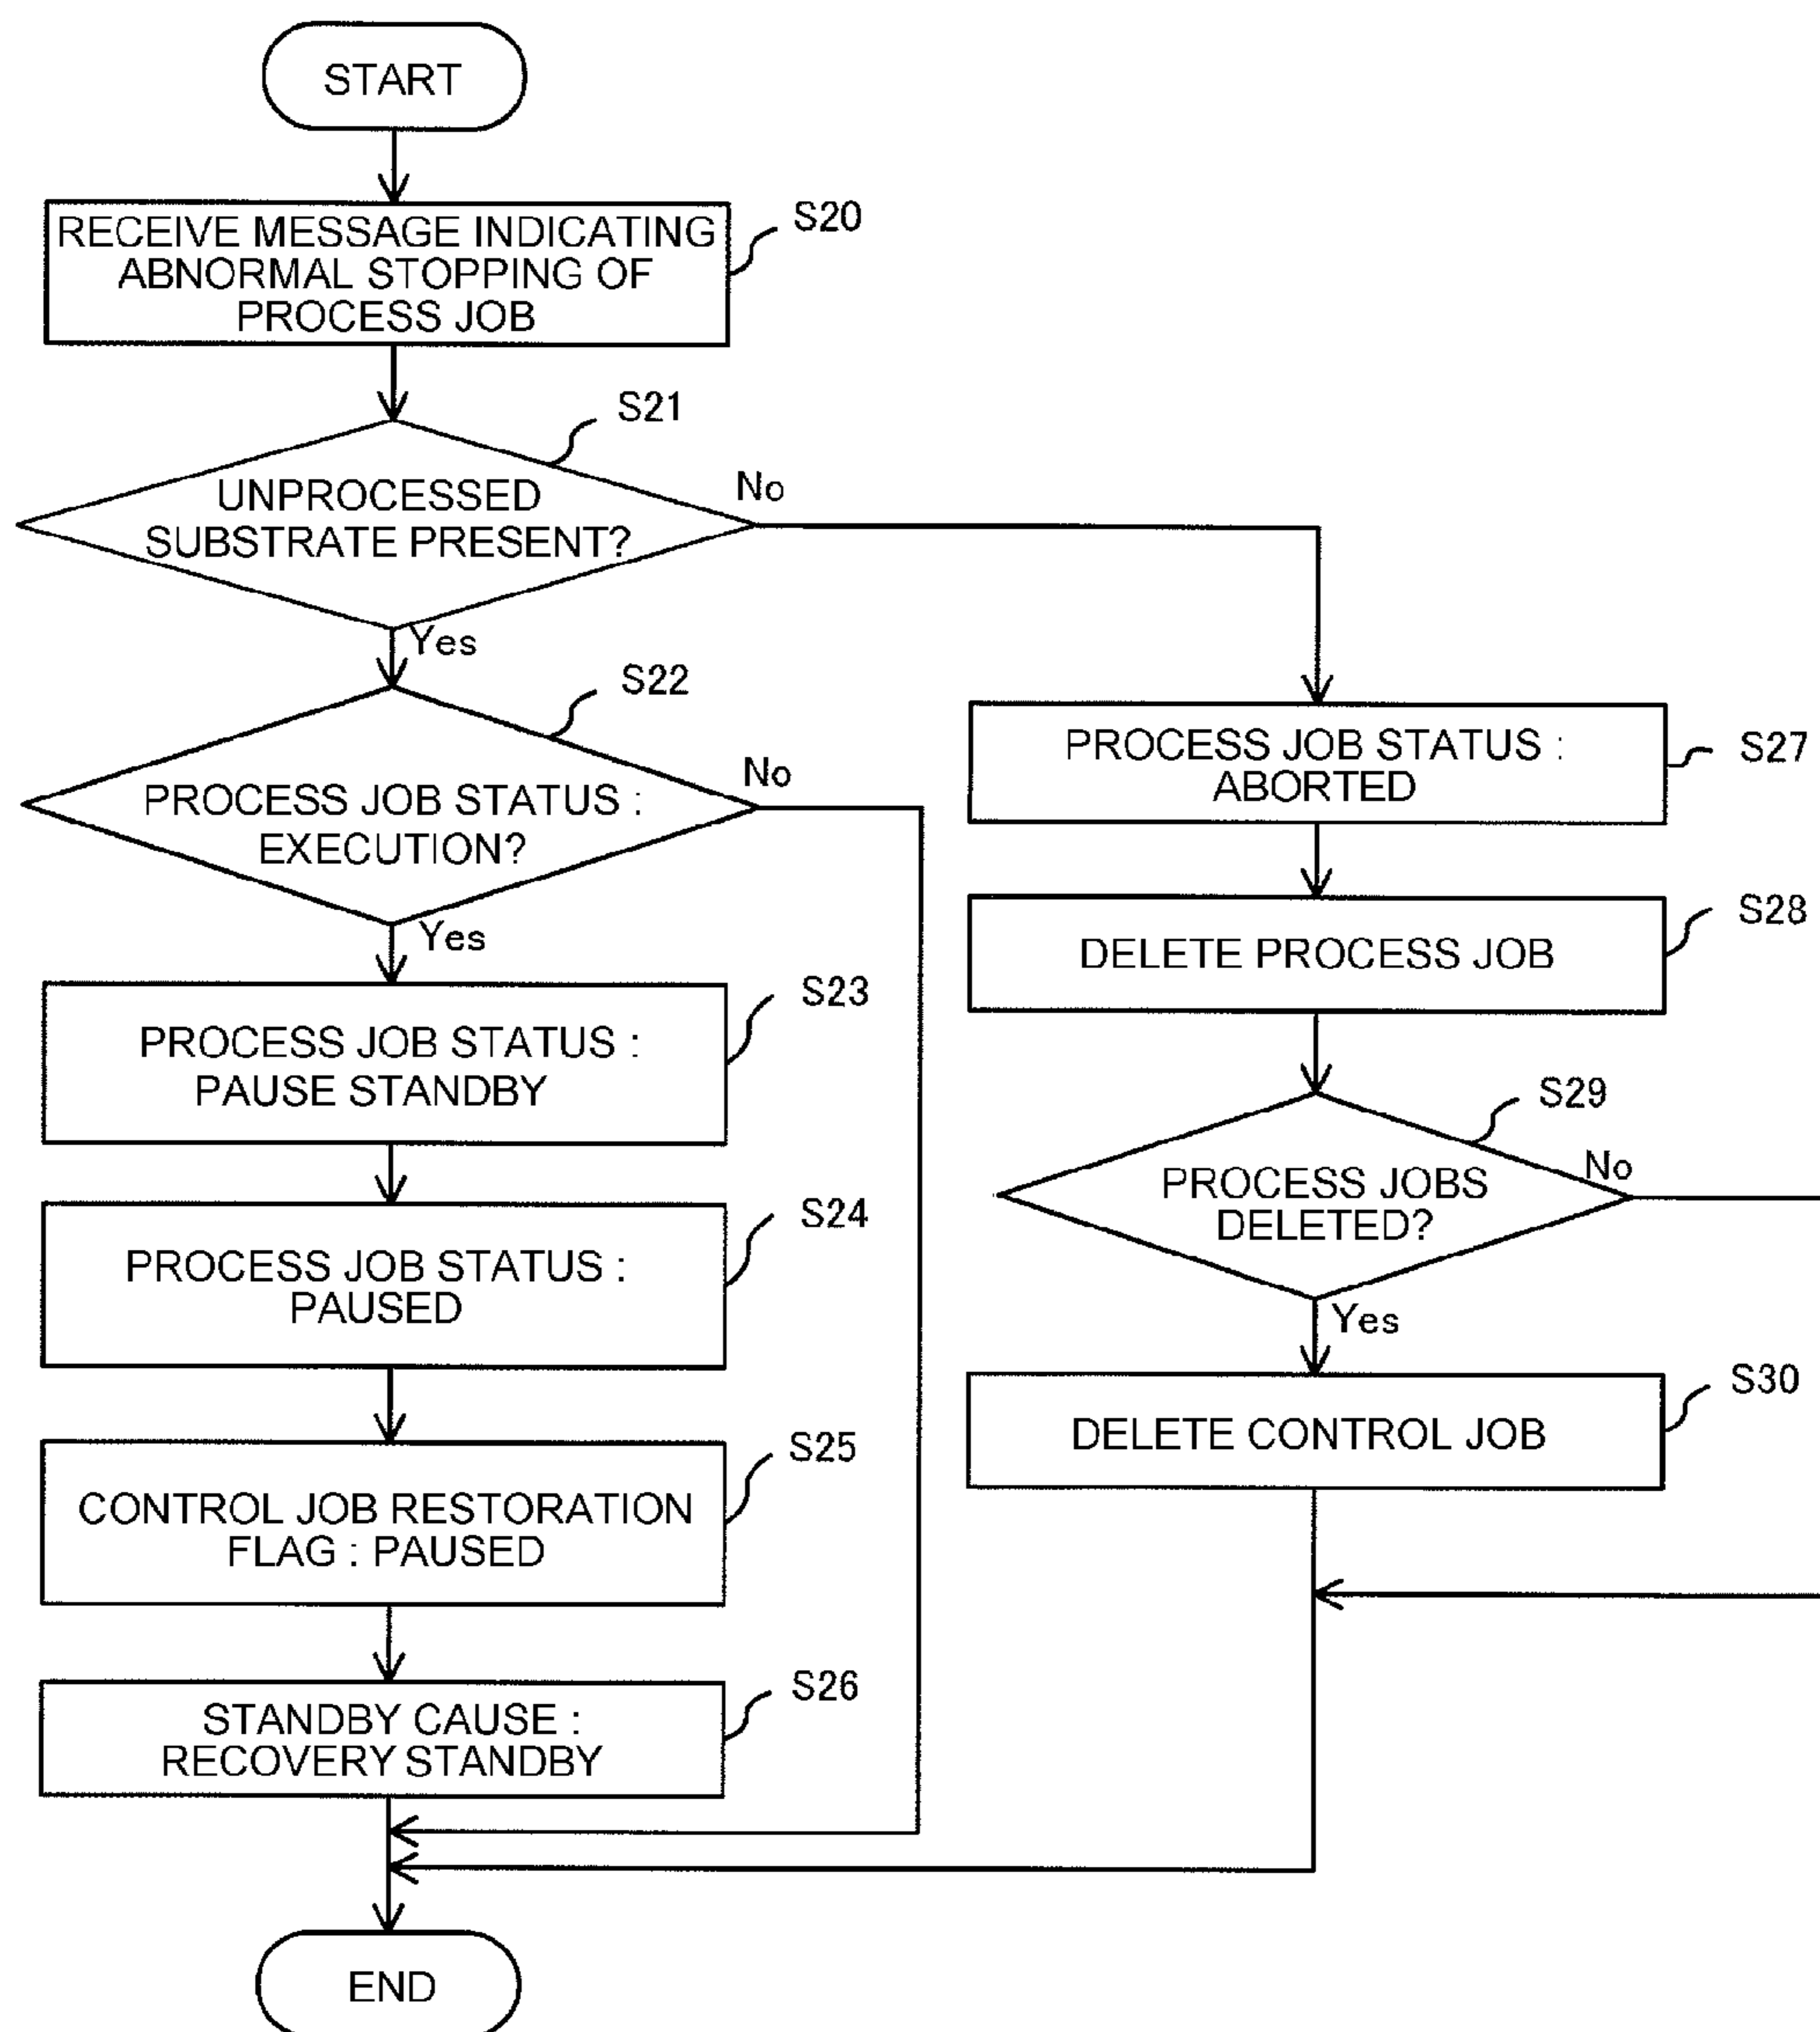 START
RECEIVE MESSAGE INDICATING
ABNORMAL STOPPING OF
PROCESS JOB
S20
S21
UNPROCESSED
SUBSTRATE PRESENT?
No
Yes
S22
PROCESS JOB STATUS :
EXECUTION?
No
Yes
S23
PROCESS JOB STATUS :
PAUSE STANDBY
S24
PROCESS JOB STATUS :
PAUSED
S25
CONTROL JOB RESTORATION
FLAG : PAUSED
S26
STANDBY CAUSE :
RECOVERY STANDBY
END
PROCESS JOB STATUS :
ABORTED
S27
DELETE PROCESS JOB
S28
S29
PROCESS JOBS
DELETED?
No
Yes
S30
DELETE CONTROL JOB